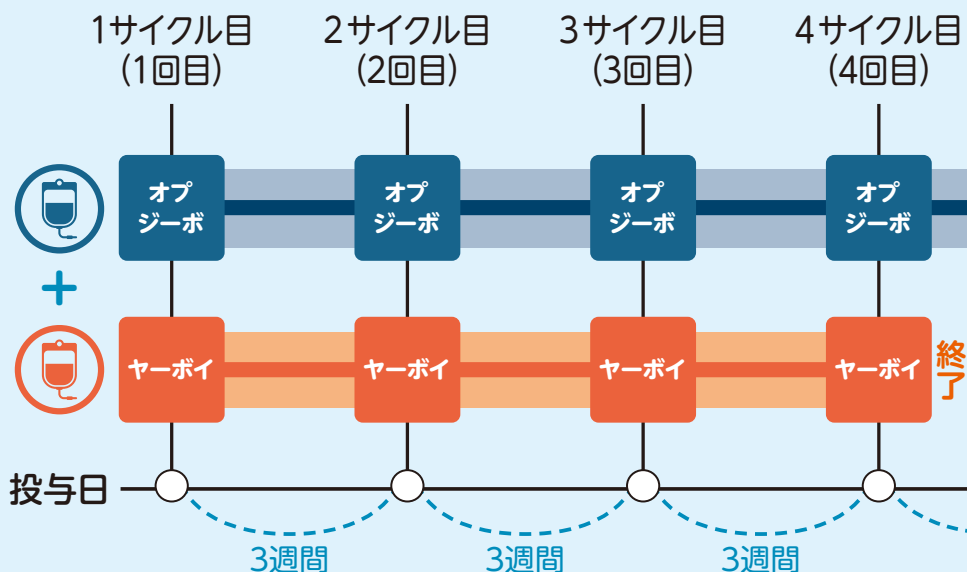 1サイクル目
(1回目)
2サイクル目
(2回目)
3サイクル目
(3回目)
4サイクル目
(4回目)
オプ
ジーボ
オプ
ジーボ
オプ
ジーボ
オプ
ジーボ
+
ヤーボイ
ヤーボイ
ヤーボイ
ヤーボイ
終
了
投与日
3週間
3週間
3週間